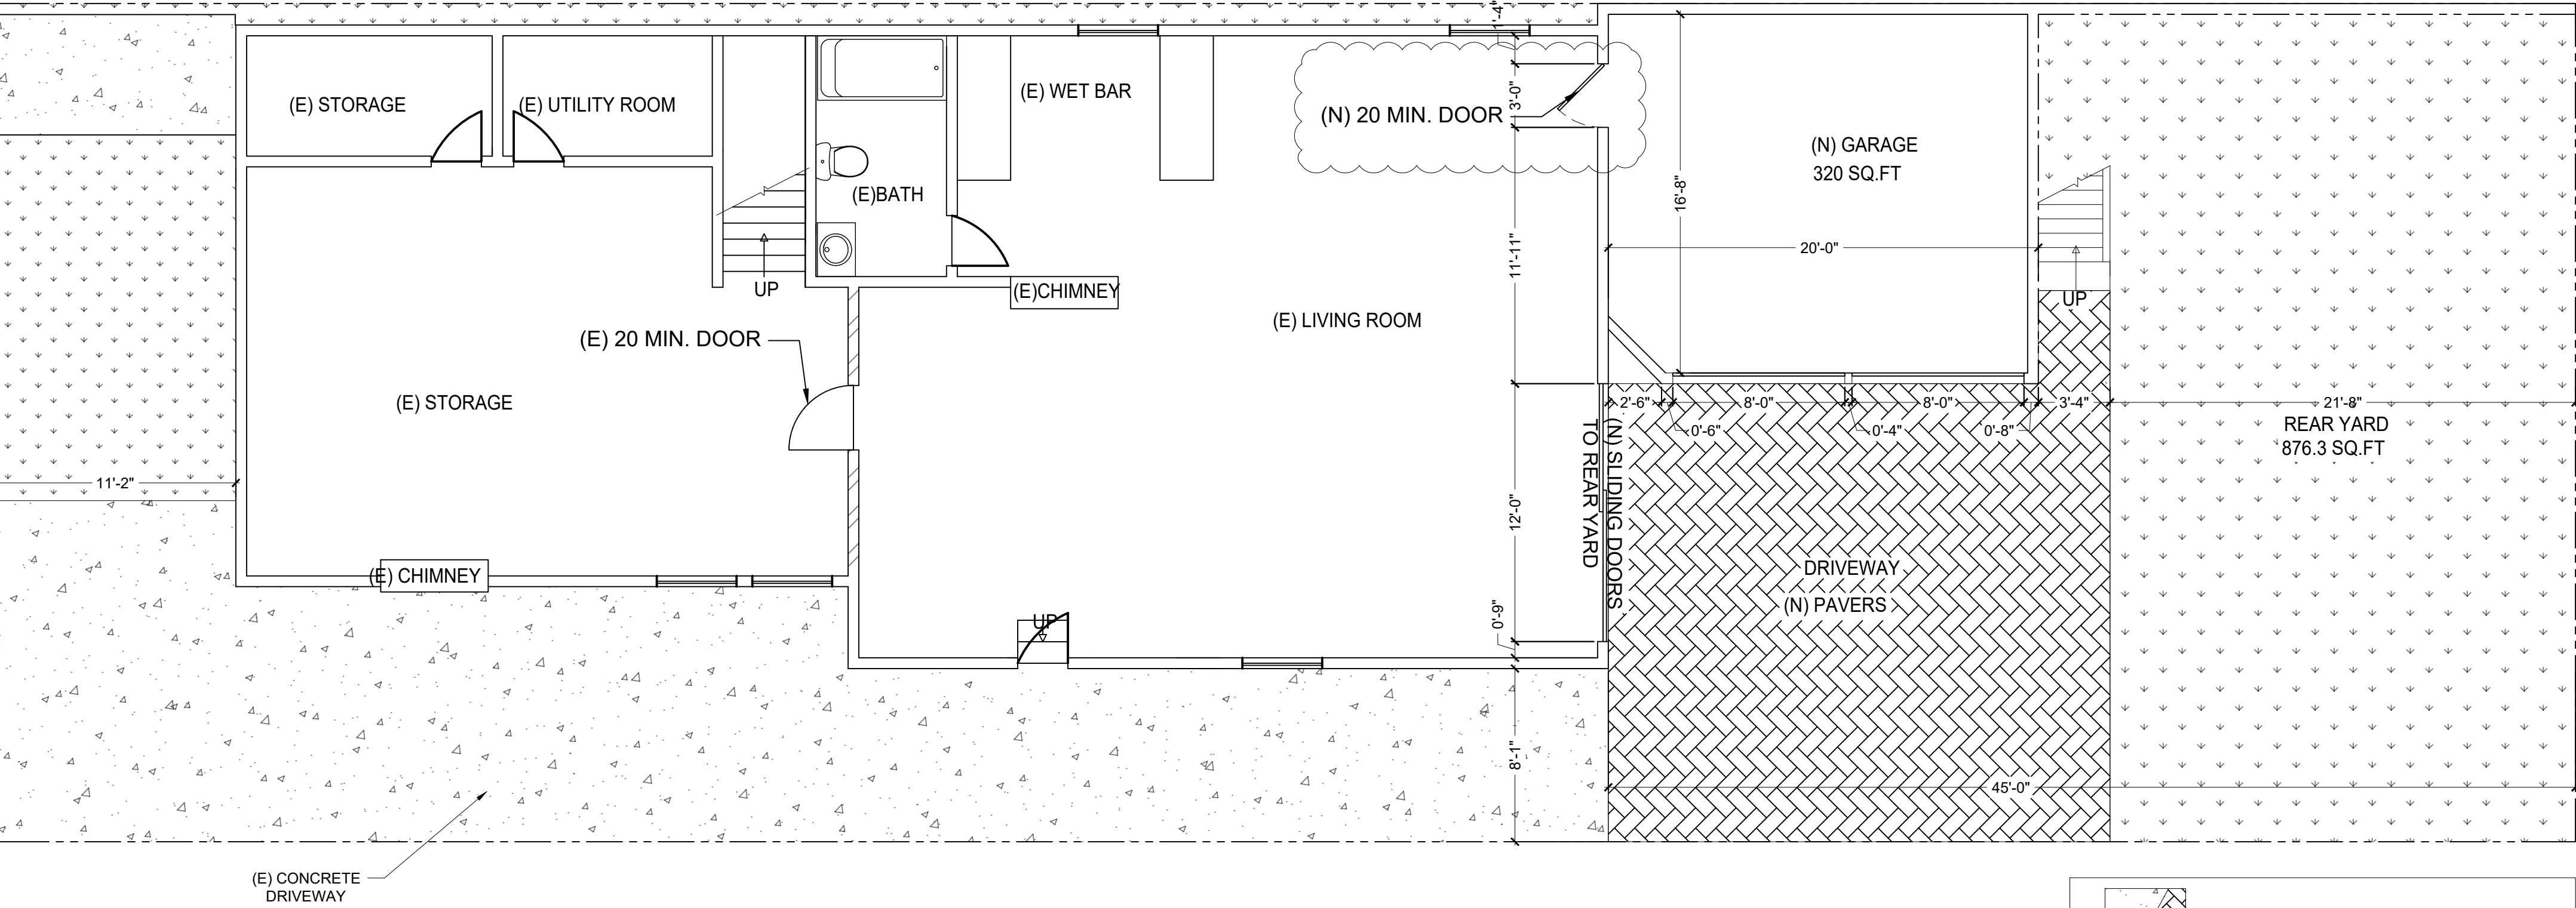 1'-4"
(E) STORAGE
(E) UTILITY ROOM
(E) WET BAR
(N) 20 MIN. DOOR
3'-0"
(N) GARAGE
320 SQ.FT
16'-8"
(E)BATH
11'-11"
20'-0"
UP
(E)CHIMNEY
UP
(E) LIVING ROOM
(E) 20 MIN. DOOR
(E) STORAGE
2'-6"
8'-0"
8'-0"
3'-4"
21'-8"
0'-6"
0'-4"
0'-8"
REAR YARD
876.3 SQ.FT
11'-2"
12'-0"
(N) SLIDING DOORS
TO REAR YARD
DRIVEWAY
(N) PAVERS
(E) CHIMNEY
UP
0'-9"
8'-1"
45'-0"
(E) CONCRETE
DRIVEWAY